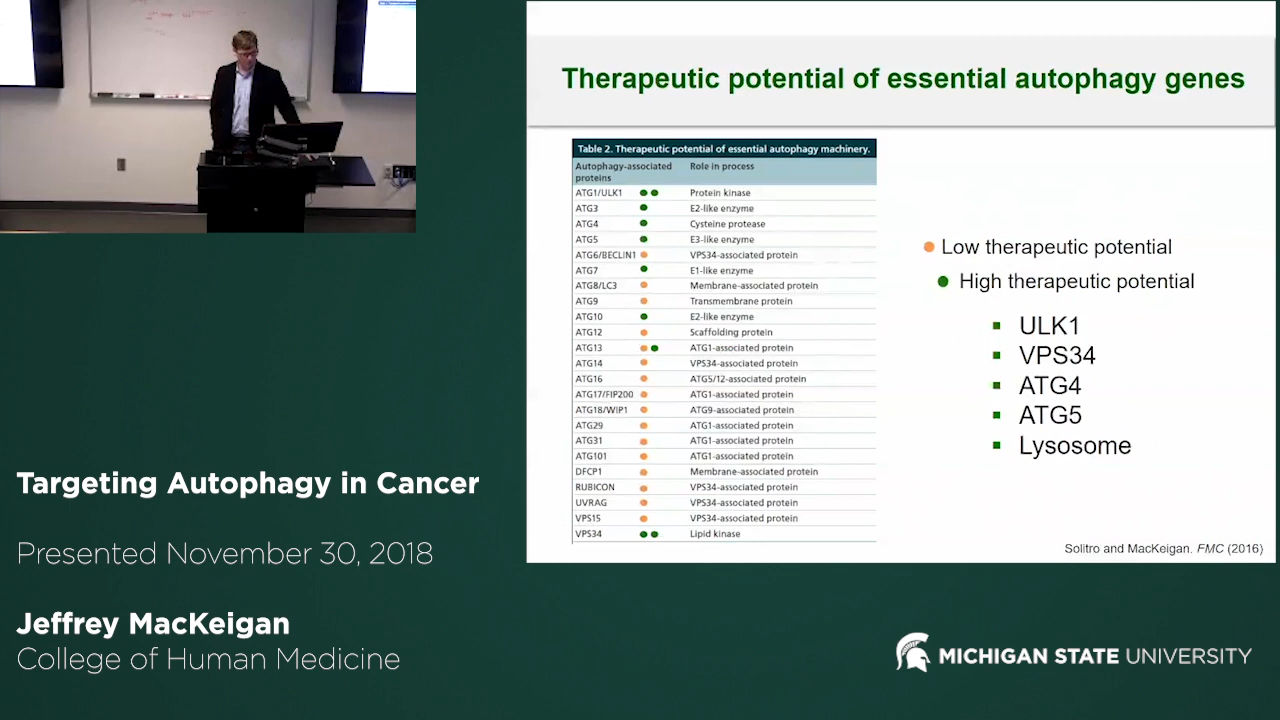 Therapeutic potential of essential autophagy genes
Table 2. Therapeutic potential of essential autophagy machinery.
Autophagy-associated proteins Role in process
ATG1/ULK1 Protein kinase
ATG3 E2-like enzyme
ATG4 Cysteine protease
ATG5 E3-like enzyme
ATG6/BECLIN1 VPS34-associated protein
ATG7 E1-like enzyme
ATG8/LC3 Membrane-associated protein
ATG9 Transmembrane protein
ATG10 E2-like enzyme
ATG12 Scaffolding protein
ATG13 ATG1-associated protein
ATG14 VPS34-associated protein
ATG16 ATG5/12-associated protein
ATG17/FIP200 ATG1-associated protein
ATG18/WIP1 ATG9-associated protein
ATG29 ATG1-associated protein
ATG31 ATG1-associated protein
ATG101 ATG1-associated protein
DFCP1 Membrane-associated protein
RUBICON VPS34-associated protein
UVRAG VPS34-associated protein
VPS15 VPS34-associated protein
VPS34 Lipid kinase
Low therapeutic potential
High therapeutic potential
ULK1
VPS34
ATG4
ATG5
Lysosome
Solitro and MacKeigan. FMC (2016)
Targeting Autophagy in Cancer
Presented November 30, 2018
Jeffrey MacKeigan
College of Human Medicine
MICHIGAN STATE UNIVERSITY